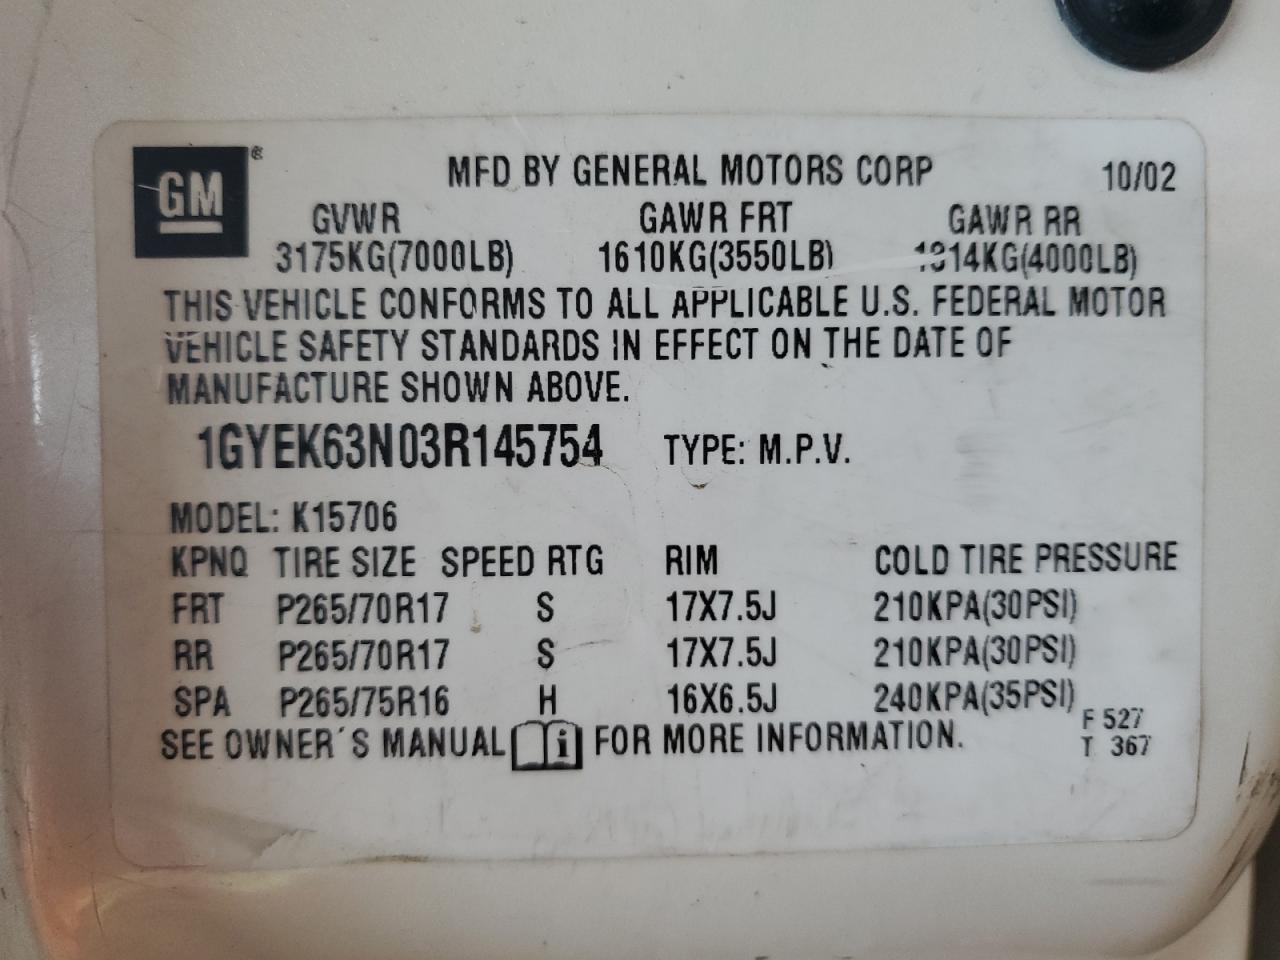 GM ®
MFD BY GENERAL MOTORS CORP 10/02
GVWR GAWR FRT GAWR RR
3175KG(7000LB) 1610KG(3550LB) 1814KG(4000LB)
THIS VEHICLE CONFORMS TO ALL APPLICABLE U.S. FEDERAL MOTOR
VEHICLE SAFETY STANDARDS IN EFFECT ON THE DATE OF
MANUFACTURE SHOWN ABOVE.
1GYEK63N03R145754 TYPE: M.P.V.
MODEL: K15706
KPNQ TIRE SIZE SPEED RTG RIM COLD TIRE PRESSURE
FRT P265/70R17 S 17X7.5J 210KPA(30PSI)
RR P265/70R17 S 17X7.5J 210KPA(30PSI)
SPA P265/75R16 H 16X6.5J 240KPA(35PSI)
F 527
SEE OWNER´S MANUAL i FOR MORE INFORMATION. T 367